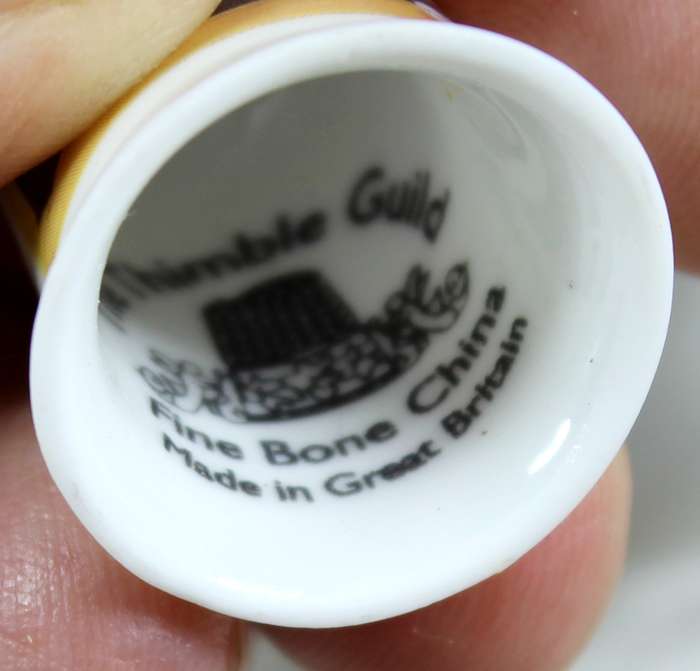 The Thimble Guild
Fine Bone China
Made in Great Britain